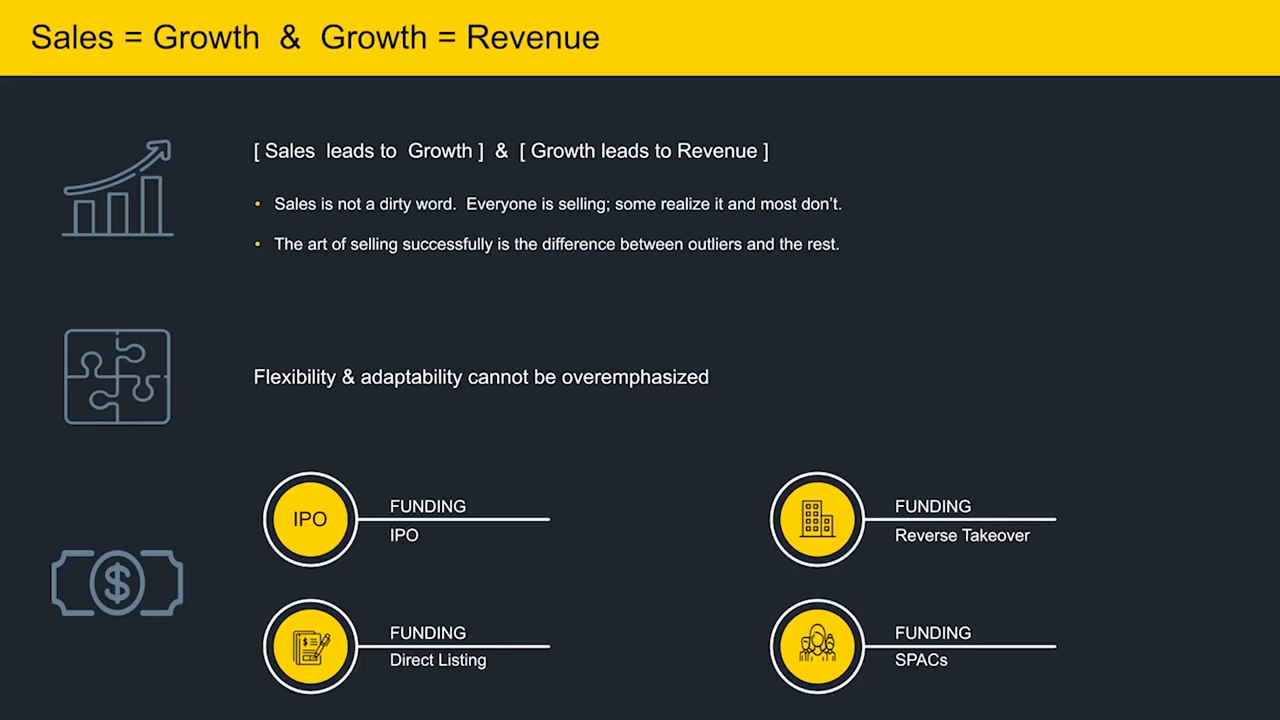 Sales = Growth & Growth = Revenue
[ Sales leads to Growth ] & [ Growth leads to Revenue ]
• Sales is not a dirty word. Everyone is selling; some realize it and most don’t.
• The art of selling successfully is the difference between outliers and the rest.
Flexibility & adaptability cannot be overemphasized
IPO
FUNDING
IPO
FUNDING
Reverse Takeover
$
FUNDING
Direct Listing
$
FUNDING
SPACs